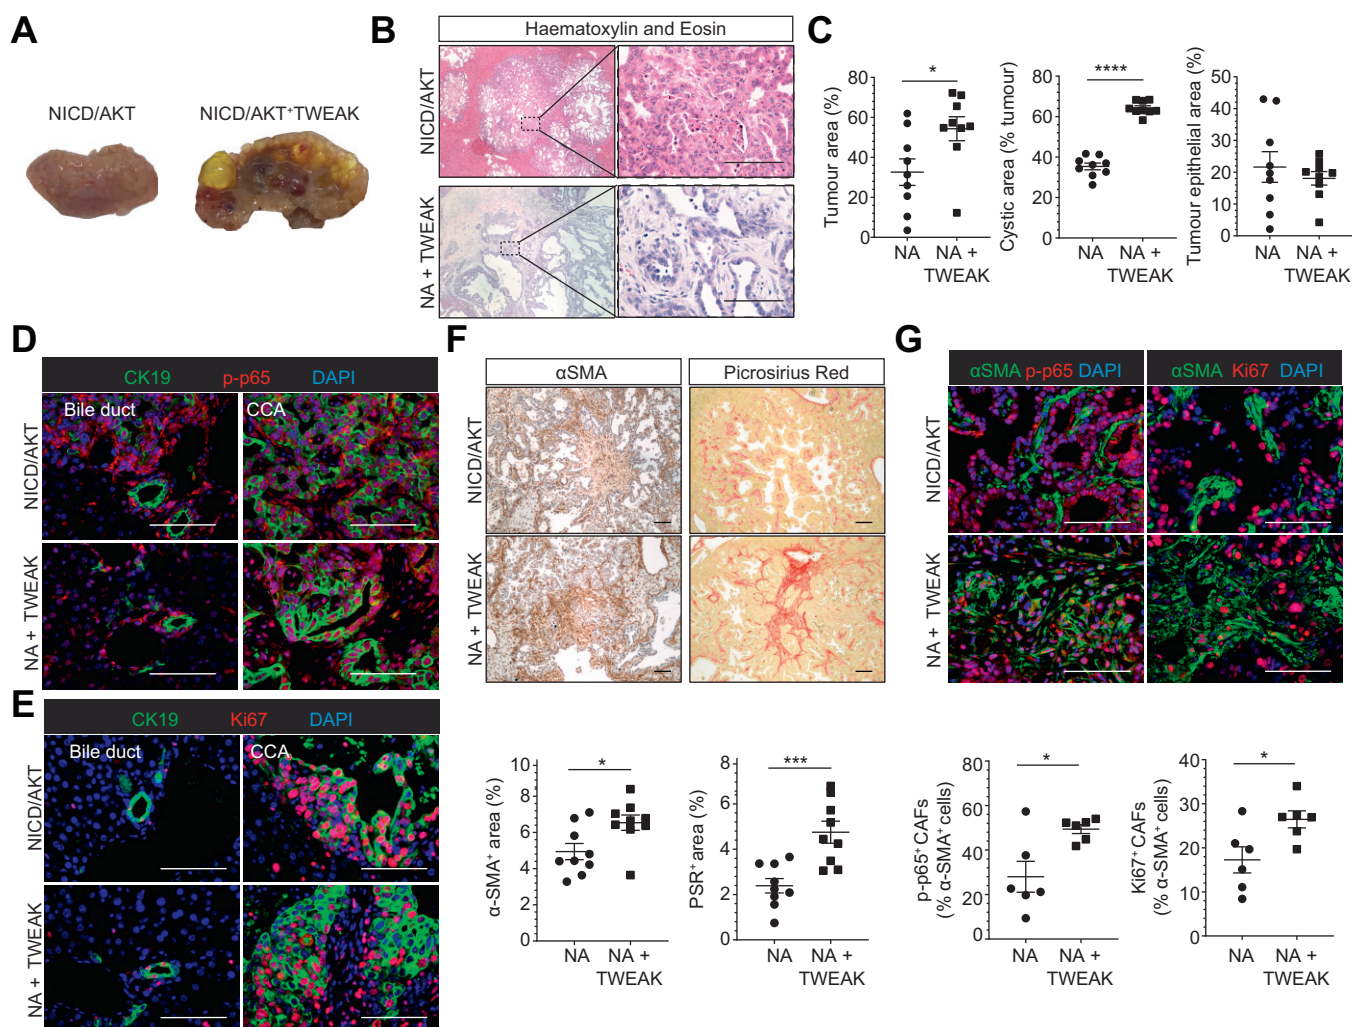 A
NICD/AKT
NICD/AKT+TWEAK
B
Haematoxylin and Eosin
NICD/AKT
NA + TWEAK
C
Tumour area (%)
100
80
60
40
20
0
*
NA
NA +
TWEAK
Cystic area (% tumour)
80
60
40
20
0
****
NA
NA +
TWEAK
Tumour epithelial area (%)
50
40
30
20
10
0
NA
NA +
TWEAK
D
CK19 p-p65 DAPI
Bile duct
CCA
NICD/AKT
NA + TWEAK
E
CK19 Ki67 DAPI
Bile duct
CCA
NICD/AKT
NA + TWEAK
F
αSMA
Picrosirius Red
NICD/AKT
NA + TWEAK
α-SMA+ area (%)
10
8
6
4
2
0
*
NA
NA +
TWEAK
PSR+ area (%)
8
6
4
2
0
***
NA
NA +
TWEAK
G
αSMA p-p65 DAPI
αSMA Ki67 DAPI
NICD/AKT
NA + TWEAK
p-p65+ CAFs
(% α-SMA+ cells)
80
60
40
20
0
*
NA
NA +
TWEAK
Ki67+ CAFs
(% α-SMA+ cells)
40
30
20
10
0
*
NA
NA +
TWEAK